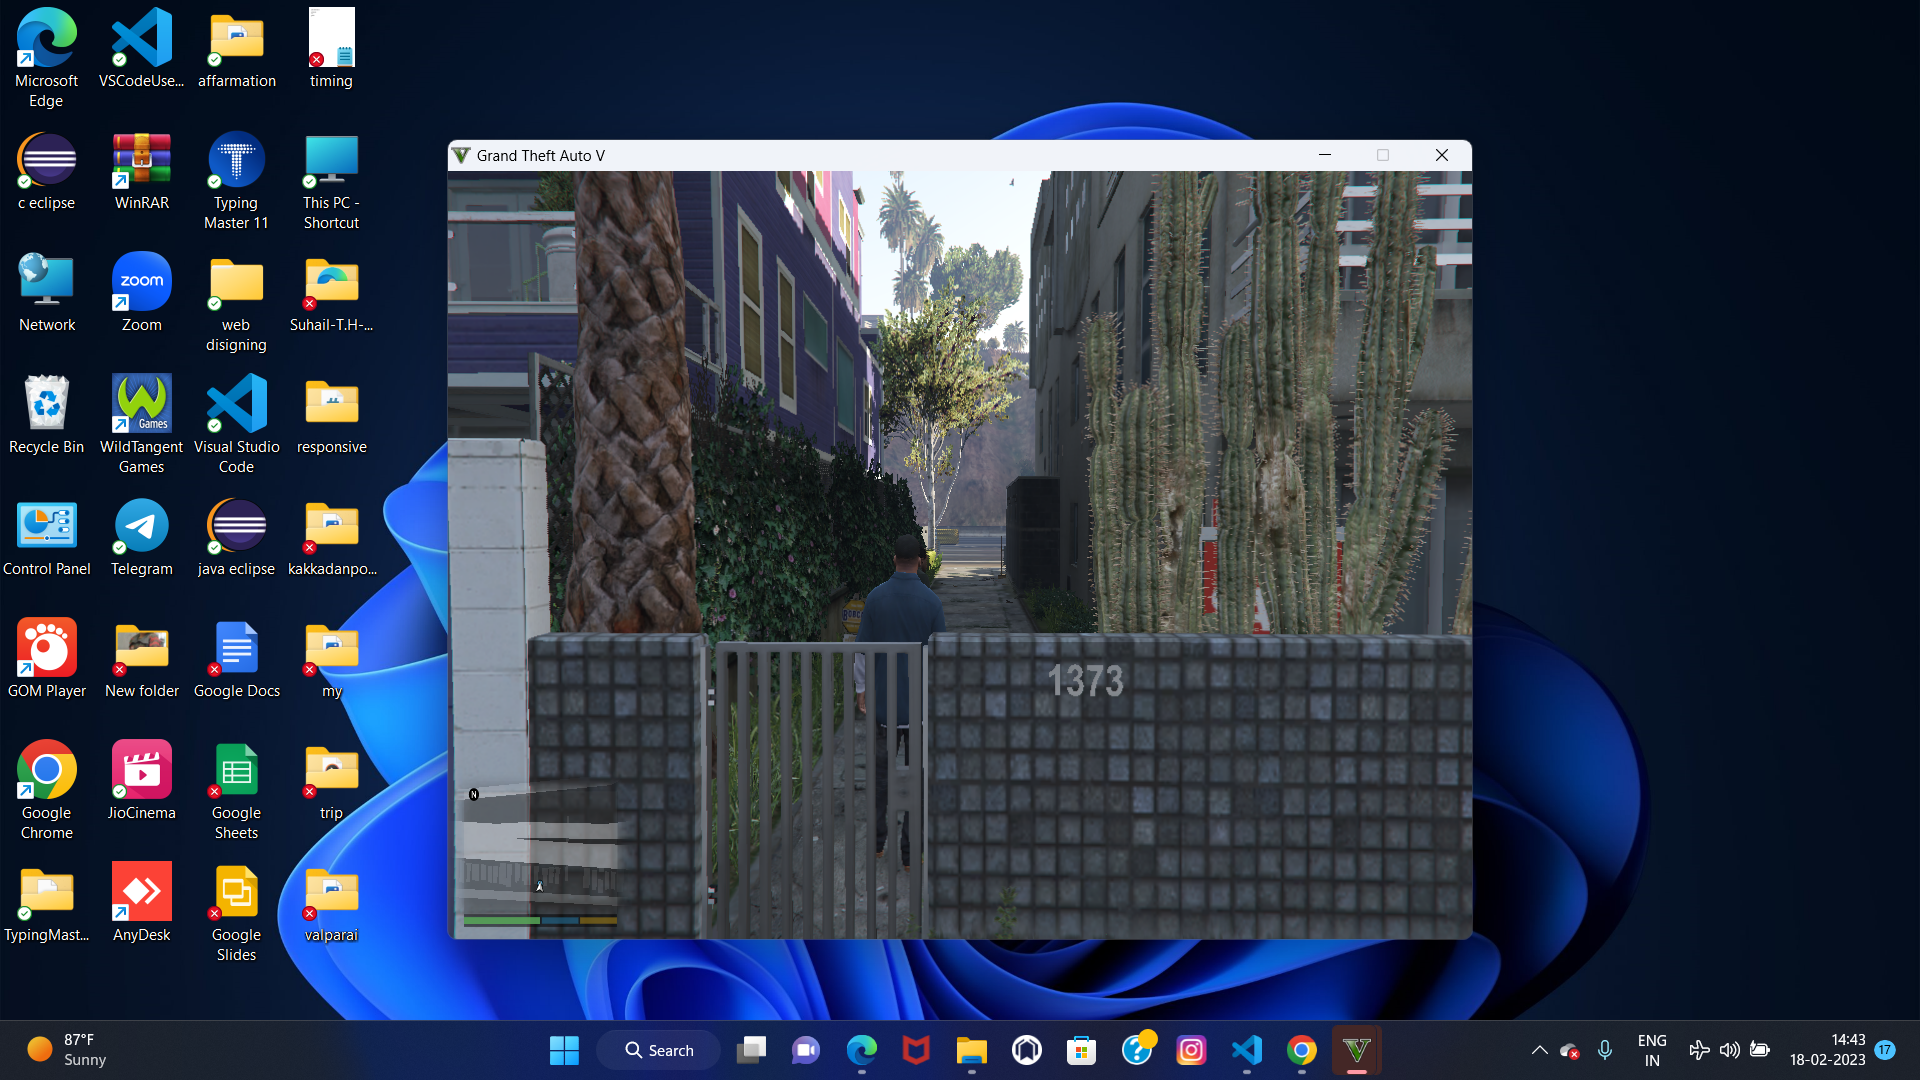 Microsoft
Edge
VSCodeUse...
affarmation
timing
c eclipse
WinRAR
Typing
Master 11
This PC -
Shortcut
Network
zoom
Zoom
web
disigning
Suhail-T.H-...
Recycle Bin
Games
WildTangent
Games
Visual Studio
Code
responsive
Control Panel
Telegram
java eclipse
kakkadanpo...
GOM Player
New folder
Google Docs
my
Google
Chrome
JioCinema
Google
Sheets
trip
TypingMast...
AnyDesk
Google
Slides
valparai
Grand Theft Auto V
1373
N
87°F
Sunny
Search
ENG
IN
14:43
18-02-2023
17